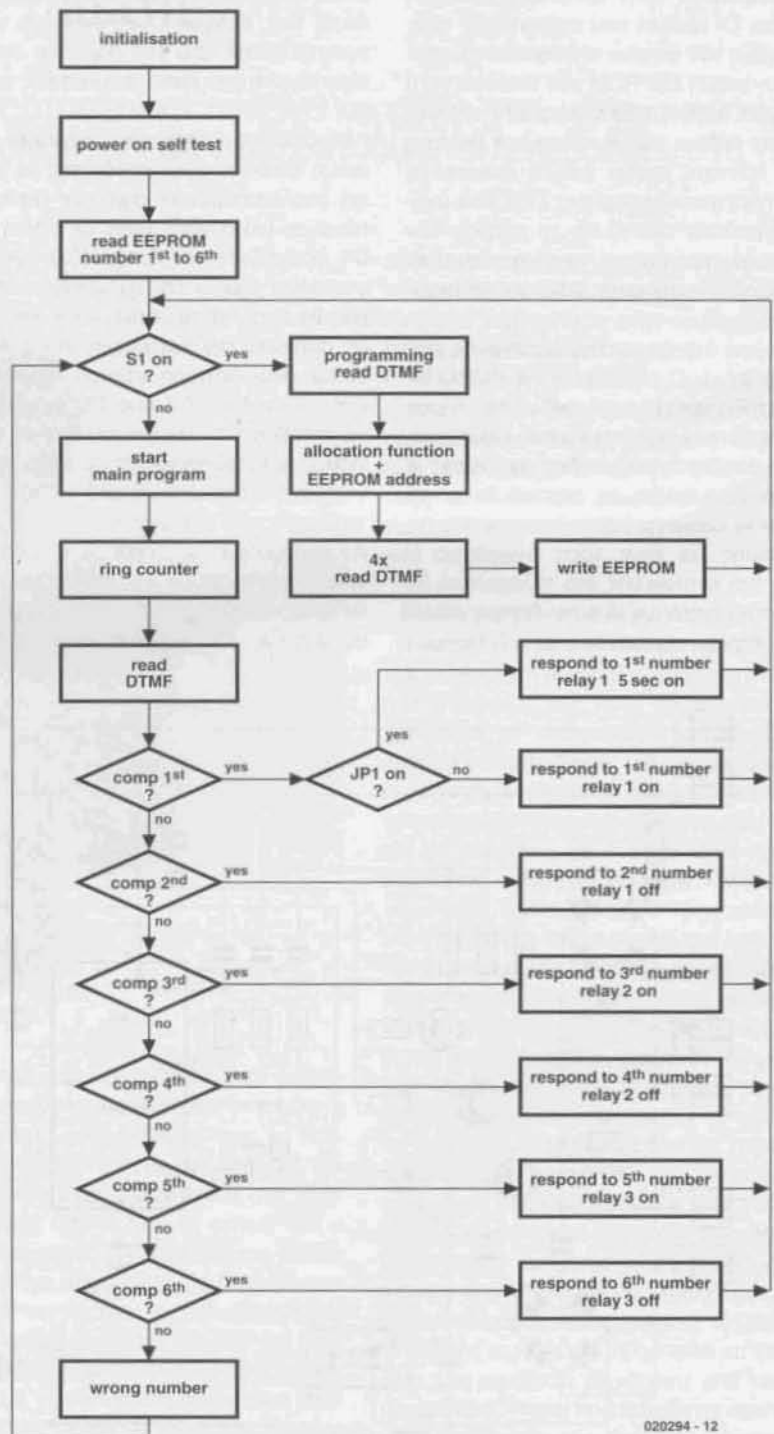 initialisation
power on self test
read EEPROM
number 1st to 6th
S1 on
?
yes
no
programming
read DTMF
allocation function
+
EEPROM address
4x
read DTMF
write EEPROM
start
main program
ring counter
read
DTMF
comp 1st
?
yes
no
JP1 on
?
yes
no
respond to 1st number
relay 1 5 sec on
respond to 1st number
relay 1 on
comp 2nd
?
yes
no
respond to 2nd number
relay 1 off
comp 3rd
?
yes
no
respond to 3rd number
relay 2 on
comp 4th
?
yes
no
respond to 4th number
relay 2 off
comp 5th
?
yes
no
respond to 5th number
relay 3 on
comp 6th
?
yes
no
respond to 6th number
relay 3 off
wrong number
020294 - 12